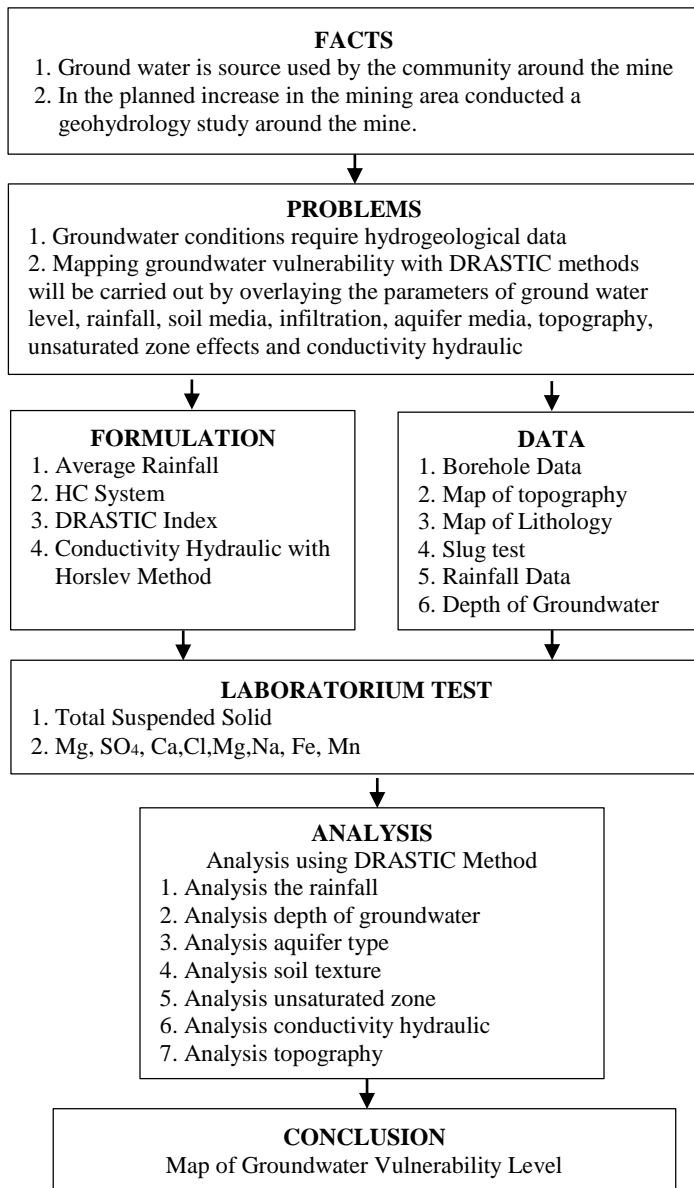 FACTS
1. Ground water is source used by the community around the mine
2. In the planned increase in the mining area conducted a
geohydrology study around the mine.
PROBLEMS
1. Groundwater conditions require hydrogeological data
2. Mapping groundwater vulnerability with DRASTIC methods
will be carried out by overlaying the parameters of ground water
level, rainfall, soil media, infiltration, aquifer media, topography,
unsaturated zone effects and conductivity hydraulic
FORMULATION
1. Average Rainfall
2. HC System
3. DRASTIC Index
4. Conductivity Hydraulic with
Horslev Method
DATA
1. Borehole Data
2. Map of topography
3. Map of Lithology
4. Slug test
5. Rainfall Data
6. Depth of Groundwater
LABORATORIUM TEST
1. Total Suspended Solid
2. Mg, SO₄, Ca,Cl,Mg,Na, Fe, Mn
ANALYSIS
Analysis using DRASTIC Method
1. Analysis the rainfall
2. Analysis depth of groundwater
3. Analysis aquifer type
4. Analysis soil texture
5. Analysis unsaturated zone
6. Analysis conductivity hydraulic
7. Analysis topography
CONCLUSION
Map of Groundwater Vulnerability Level